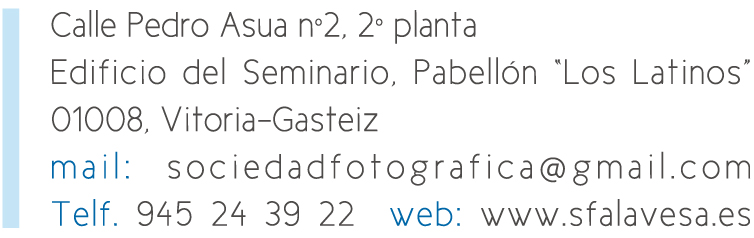 Calle Pedro Asua nº2, 2º planta
Edificio del Seminario, Pabellón “Los Latinos”
01008, Vitoria-Gasteiz
mail: sociedadfotografica@gmail.com
Telf. 945 24 39 22 web: www.sfalavesa.es